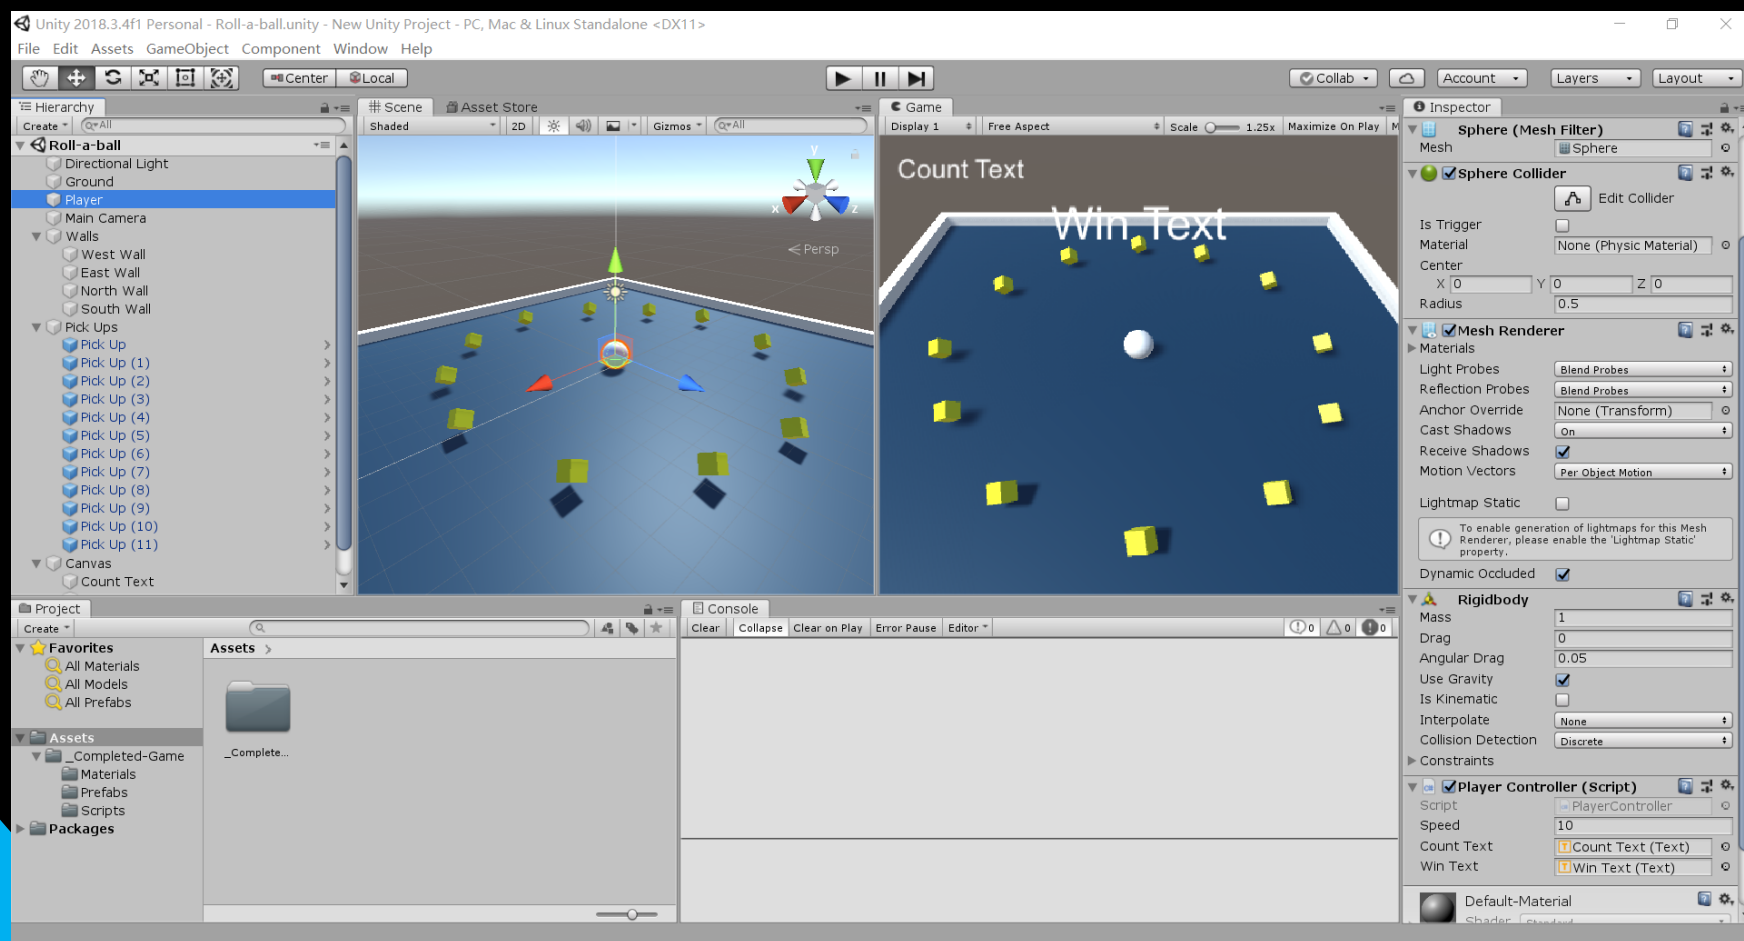 Unity 2018.3.4f1 Personal - Roll-a-ball.unity - New Unity Project - PC, Mac & Linux Standalone <DX11>
File Edit Assets GameObject Component Window Help
Center Local Collab Account Layers Layout
Hierarchy
Create All
Roll-a-ball
Directional Light
Ground
Player
Main Camera
Walls
West Wall
East Wall
North Wall
South Wall
Pick Ups
Pick Up
Pick Up (1)
Pick Up (2)
Pick Up (3)
Pick Up (4)
Pick Up (5)
Pick Up (6)
Pick Up (7)
Pick Up (8)
Pick Up (9)
Pick Up (10)
Pick Up (11)
Canvas
Count Text
Scene Asset Store
Shaded 2D Gizmos All
y
x z
Persp
Game
Display 1 Free Aspect Scale 1.25x Maximize On Play M
Count Text
Win Text
Inspector
Sphere (Mesh Filter)
Mesh Sphere
Sphere Collider
Edit Collider
Is Trigger
Material None (Physic Material)
Center
X 0 Y 0 Z 0
Radius 0.5
Mesh Renderer
Materials
Light Probes Blend Probes
Reflection Probes Blend Probes
Anchor Override None (Transform)
Cast Shadows On
Receive Shadows
Motion Vectors Per Object Motion
Lightmap Static
To enable generation of lightmaps for this Mesh
Renderer, please enable the 'Lightmap Static'
property.
Dynamic Occluded
Rigidbody
Mass 1
Drag 0
Angular Drag 0.05
Use Gravity
Is Kinematic
Interpolate None
Collision Detection Discrete
Constraints
Player Controller (Script)
Script PlayerController
Speed 10
Count Text Count Text (Text)
Win Text Win Text (Text)
Default-Material
Shader Standard
Project
Create
Favorites
All Materials
All Models
All Prefabs
Assets
_Completed-Game
Materials
Prefabs
Scripts
Packages
Assets
_Complete...
Console
Clear Collapse Clear on Play Error Pause Editor 0 0 0